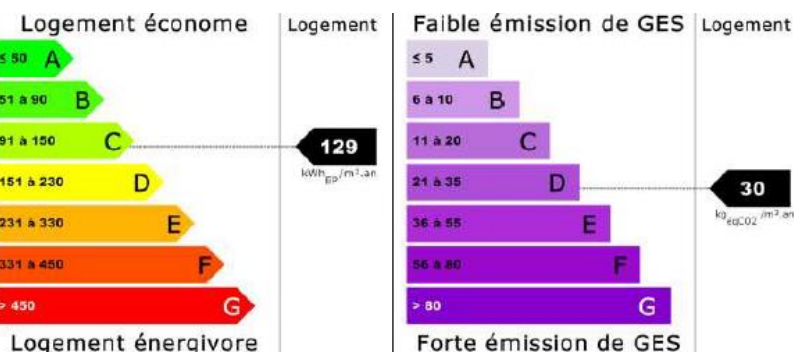 Logement économe
Logement
≤ 50 A
51 à 90 B
91 à 150 C
129
kWhEP/m².an
151 à 230 D
231 à 330 E
331 à 450 F
> 450 G
Logement énergivore
Faible émission de GES
Logement
≤ 5 A
6 à 10 B
11 à 20 C
21 à 35 D
30
kgéqCO2 /m².an
36 à 55 E
56 à 80 F
> 80 G
Forte émission de GES